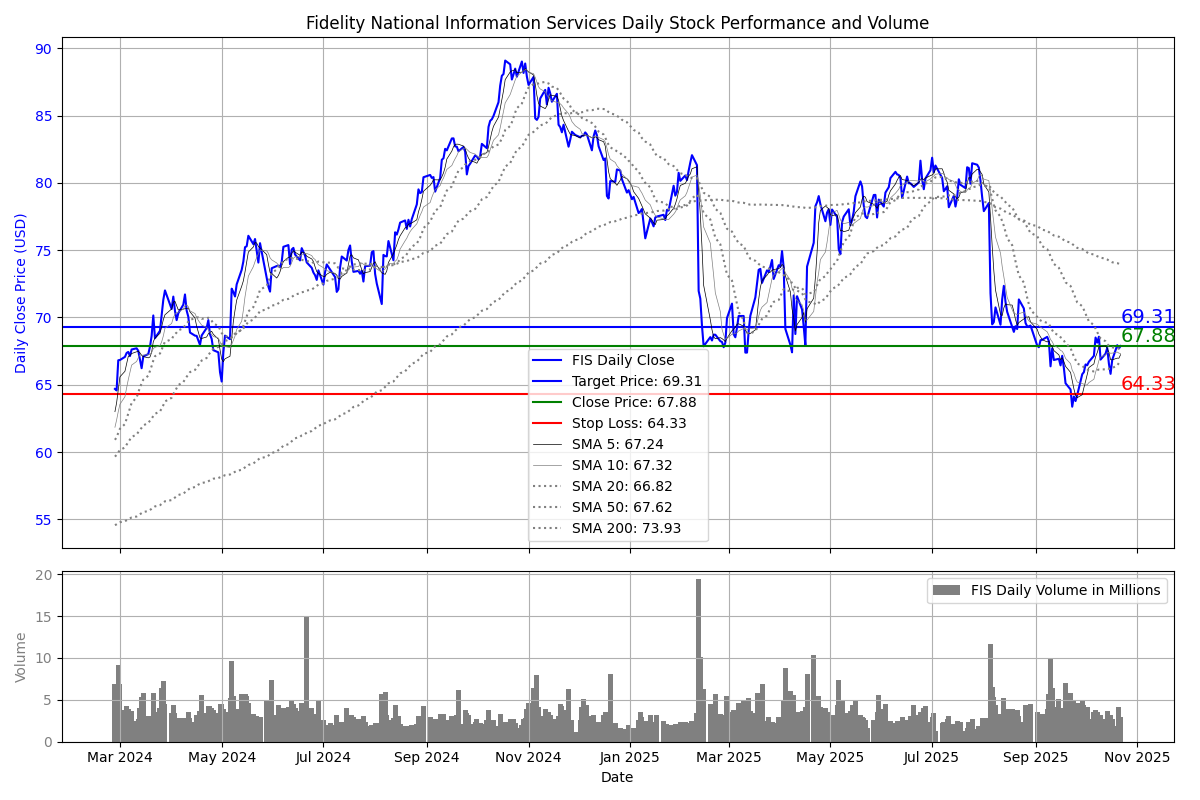 Fidelity National Information Services Daily Stock Performance and Volume
Daily Close Price (USD)
90
85
80
75
70
65
60
55
69.31
67.88
64.33
FIS Daily Close
Target Price: 69.31
Close Price: 67.88
Stop Loss: 64.33
SMA 5: 67.24
SMA 10: 67.32
SMA 20: 66.82
SMA 50: 67.62
SMA 200: 73.93
Volume
20
15
10
5
0
FIS Daily Volume in Millions
Mar 2024 May 2024 Jul 2024 Sep 2024 Nov 2024 Jan 2025 Mar 2025 May 2025 Jul 2025 Sep 2025 Nov 2025
Date